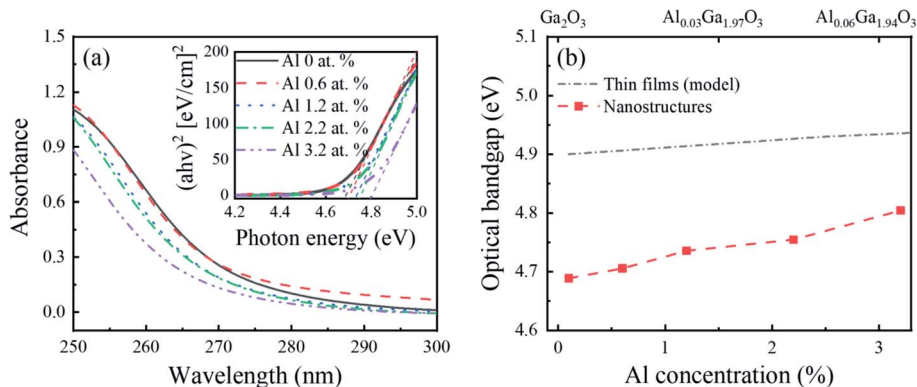 (a)
Absorbance
1.5
1.2
0.9
0.6
0.3
0.0
250 260 270 280 290 300
Wavelength (nm)
(ahv)² [eV/cm]²
200
150
100
50
0
Al 0 at. %
Al 0.6 at. %
Al 1.2 at. %
Al 2.2 at. %
Al 3.2 at. %
4.2 4.4 4.6 4.8 5.0
Photon energy (eV)
Ga₂O₃ Al₀.₀₃Ga₁.₉₇O₃ Al₀.₀₆Ga₁.₉₄O₃
(b)
Thin films (model)
Nanostructures
Optical bandgap (eV)
5.1
5.0
4.9
4.8
4.7
4.6
0 1 2 3
Al concentration (%)